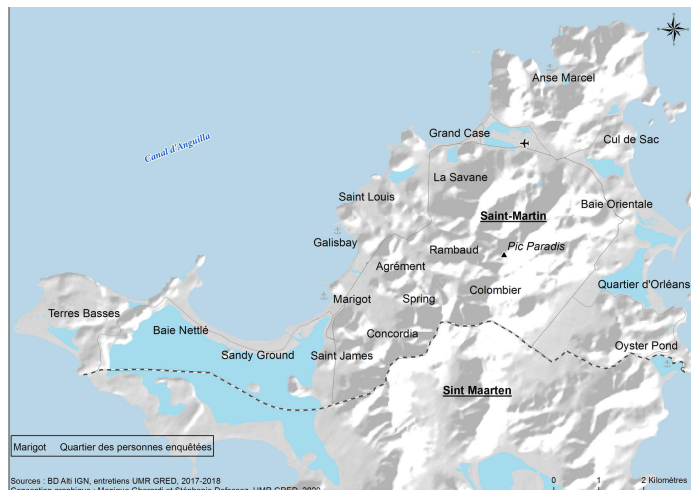 Anse Marcel
Canal d'Anguilla
Grand Case
Cul de Sac
La Savane
Saint Louis
Baie Orientale
Saint-Martin
Galisbay
Rambaud
Pic Paradis
Agrément
Quartier d'Orléans
Colombier
Marigot
Spring
Terres Basses
Baie Nettlé
Concordia
Oyster Pond
Sandy Ground
Saint James
Sint Maarten
Marigot Quartier des personnes enquêtées
Sources : BD Alti IGN, entretiens UMR GRED, 2017-2018
0 1 2 Kilomètres